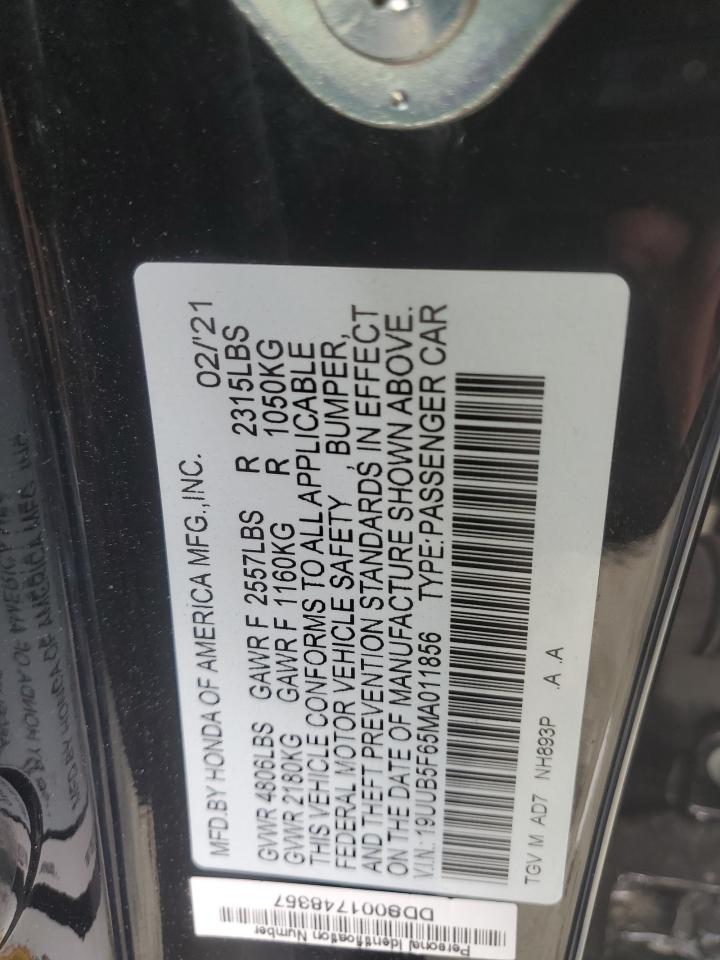 MFD.BY HONDA OF AMERICA MFG.,INC. 02/'21
GVWR 4806LBS GAWR F 2557LBS R 2315LBS
GVWR 2180KG GAWR F 1160KG R 1050KG
THIS VEHICLE CONFORMS TO ALL APPLICABLE
FEDERAL MOTOR VEHICLE SAFETY , BUMPER,
AND THEFT PREVENTION STANDARDS, IN EFFECT
ON THE DATE OF MANUFACTURE SHOWN ABOVE.
V.I.N.: 19UUB5F65MA011856 TYPE:PASSENGER CAR
TGV M AD7 NH893P .A .A
DD8001748357
Personal Identification Number